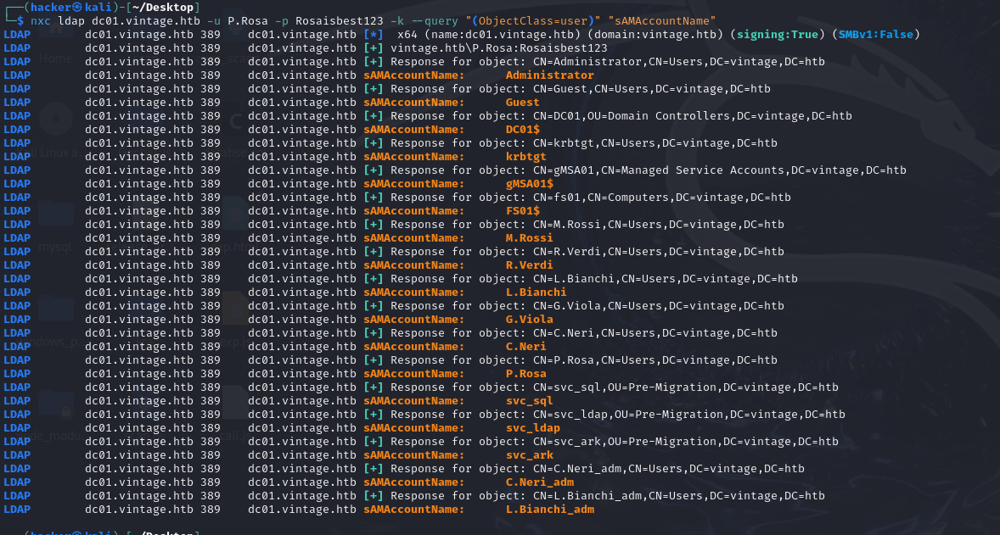 ┌──(hacker㉿kali)-[~/Desktop]
└─$ nxc ldap dc01.vintage.htb -u P.Rosa -p Rosaisbest123 -k --query "(ObjectClass=user)" "sAMAccountName"
LDAP dc01.vintage.htb 389 dc01.vintage.htb [*] x64 (name:dc01.vintage.htb) (domain:vintage.htb) (signing:True) (SMBv1:False)
LDAP dc01.vintage.htb 389 dc01.vintage.htb [+] vintage.htb\P.Rosa:Rosaisbest123
LDAP dc01.vintage.htb 389 dc01.vintage.htb [+] Response for object: CN=Administrator,CN=Users,DC=vintage,DC=htb
LDAP dc01.vintage.htb 389 dc01.vintage.htb sAMAccountName: Administrator
LDAP dc01.vintage.htb 389 dc01.vintage.htb [+] Response for object: CN=Guest,CN=Users,DC=vintage,DC=htb
LDAP dc01.vintage.htb 389 dc01.vintage.htb sAMAccountName: Guest
LDAP dc01.vintage.htb 389 dc01.vintage.htb [+] Response for object: CN=DC01,OU=Domain Controllers,DC=vintage,DC=htb
LDAP dc01.vintage.htb 389 dc01.vintage.htb sAMAccountName: DC01$
LDAP dc01.vintage.htb 389 dc01.vintage.htb [+] Response for object: CN=krbtgt,CN=Users,DC=vintage,DC=htb
LDAP dc01.vintage.htb 389 dc01.vintage.htb sAMAccountName: krbtgt
LDAP dc01.vintage.htb 389 dc01.vintage.htb [+] Response for object: CN=gMSA01,CN=Managed Service Accounts,DC=vintage,DC=htb
LDAP dc01.vintage.htb 389 dc01.vintage.htb sAMAccountName: gMSA01$
LDAP dc01.vintage.htb 389 dc01.vintage.htb [+] Response for object: CN=fs01,CN=Computers,DC=vintage,DC=htb
LDAP dc01.vintage.htb 389 dc01.vintage.htb sAMAccountName: FS01$
LDAP dc01.vintage.htb 389 dc01.vintage.htb [+] Response for object: CN=M.Rossi,CN=Users,DC=vintage,DC=htb
LDAP dc01.vintage.htb 389 dc01.vintage.htb sAMAccountName: M.Rossi
LDAP dc01.vintage.htb 389 dc01.vintage.htb [+] Response for object: CN=R.Verdi,CN=Users,DC=vintage,DC=htb
LDAP dc01.vintage.htb 389 dc01.vintage.htb sAMAccountName: R.Verdi
LDAP dc01.vintage.htb 389 dc01.vintage.htb [+] Response for object: CN=L.Bianchi,CN=Users,DC=vintage,DC=htb
LDAP dc01.vintage.htb 389 dc01.vintage.htb sAMAccountName: L.Bianchi
LDAP dc01.vintage.htb 389 dc01.vintage.htb [+] Response for object: CN=G.Viola,CN=Users,DC=vintage,DC=htb
LDAP dc01.vintage.htb 389 dc01.vintage.htb sAMAccountName: G.Viola
LDAP dc01.vintage.htb 389 dc01.vintage.htb [+] Response for object: CN=C.Neri,CN=Users,DC=vintage,DC=htb
LDAP dc01.vintage.htb 389 dc01.vintage.htb sAMAccountName: C.Neri
LDAP dc01.vintage.htb 389 dc01.vintage.htb [+] Response for object: CN=P.Rosa,CN=Users,DC=vintage,DC=htb
LDAP dc01.vintage.htb 389 dc01.vintage.htb sAMAccountName: P.Rosa
LDAP dc01.vintage.htb 389 dc01.vintage.htb [+] Response for object: CN=svc_sql,OU=Pre-Migration,DC=vintage,DC=htb
LDAP dc01.vintage.htb 389 dc01.vintage.htb sAMAccountName: svc_sql
LDAP dc01.vintage.htb 389 dc01.vintage.htb [+] Response for object: CN=svc_ldap,OU=Pre-Migration,DC=vintage,DC=htb
LDAP dc01.vintage.htb 389 dc01.vintage.htb sAMAccountName: svc_ldap
LDAP dc01.vintage.htb 389 dc01.vintage.htb [+] Response for object: CN=svc_ark,OU=Pre-Migration,DC=vintage,DC=htb
LDAP dc01.vintage.htb 389 dc01.vintage.htb sAMAccountName: svc_ark
LDAP dc01.vintage.htb 389 dc01.vintage.htb [+] Response for object: CN=C.Neri_adm,CN=Users,DC=vintage,DC=htb
LDAP dc01.vintage.htb 389 dc01.vintage.htb sAMAccountName: C.Neri_adm
LDAP dc01.vintage.htb 389 dc01.vintage.htb [+] Response for object: CN=L.Bianchi_adm,CN=Users,DC=vintage,DC=htb
LDAP dc01.vintage.htb 389 dc01.vintage.htb sAMAccountName: L.Bianchi_adm